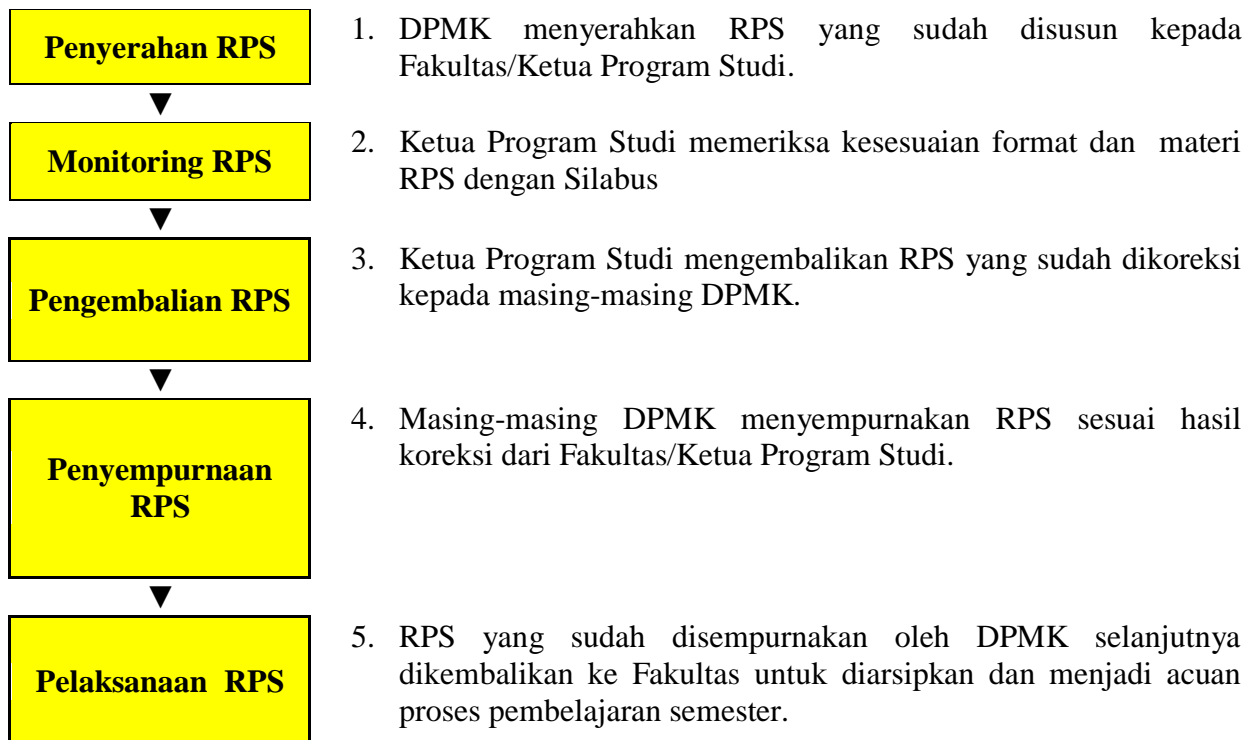 Penyerahan RPS
1. DPMK menyerahkan RPS yang sudah disusun kepada
Fakultas/Ketua Program Studi.
▼
Monitoring RPS
2. Ketua Program Studi memeriksa kesesuaian format dan materi
RPS dengan Silabus
▼
Pengembalian RPS
3. Ketua Program Studi mengembalikan RPS yang sudah dikoreksi
kepada masing-masing DPMK.
▼
Penyempurnaan
RPS
4. Masing-masing DPMK menyempurnakan RPS sesuai hasil
koreksi dari Fakultas/Ketua Program Studi.
▼
Pelaksanaan RPS
5. RPS yang sudah disempurnakan oleh DPMK selanjutnya
dikembalikan ke Fakultas untuk diarsipkan dan menjadi acuan
proses pembelajaran semester.